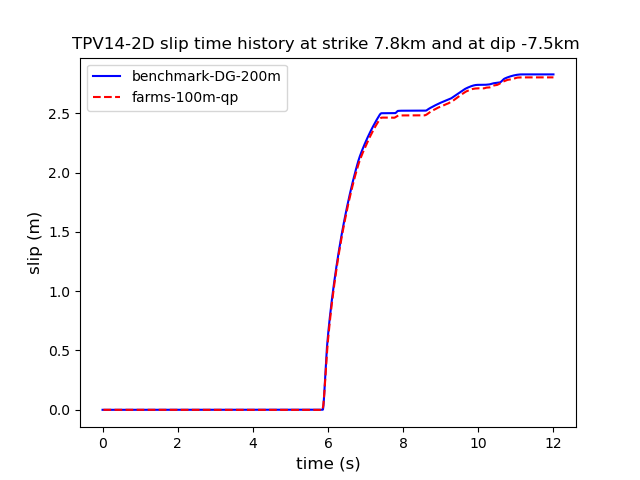 TPV14-2D slip time history at strike 7.8km and at dip -7.5km
benchmark-DG-200m
farms-100m-qp
slip (m)
2.5
2.0
1.5
1.0
0.5
0.0
0 2 4 6 8 10 12
time (s)